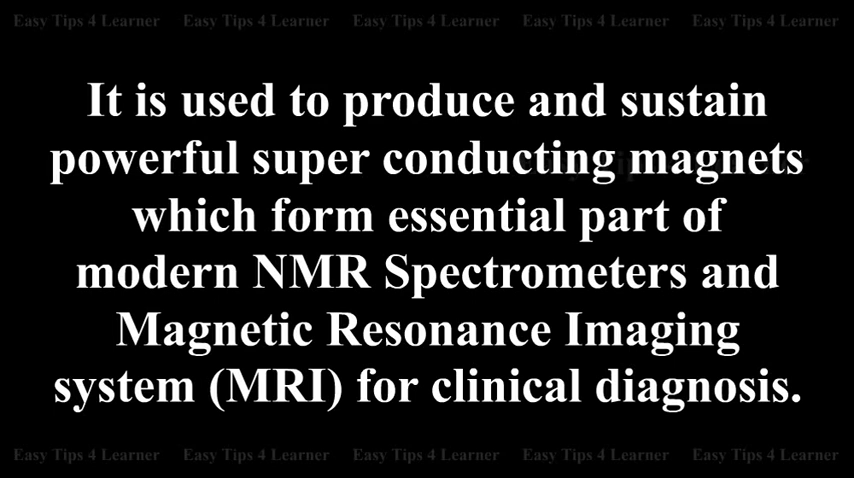 Easy Tips 4 Learner Easy Tips 4 Learner Easy Tips 4 Learner Easy Tips 4 Learner Easy Tips 4 Learner
It is used to produce and sustain
powerful super conducting magnets
which form essential part of
modern NMR Spectrometers and
Magnetic Resonance Imaging
system (MRI) for clinical diagnosis.
Easy Tips 4 Learner Easy Tips 4 Learner Easy Tips 4 Learner Easy Tips 4 Learner Easy Tips 4 Learner